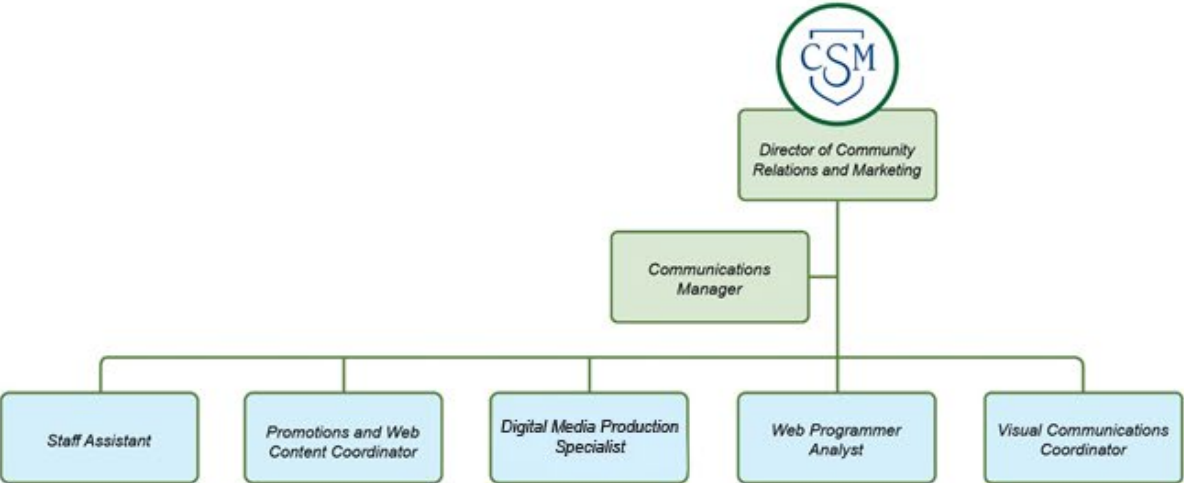 CSM
Director of Community
Relations and Marketing
Communications
Manager
Staff Assistant
Promotions and Web
Content Coordinator
Digital Media Production
Specialist
Web Programmer
Analyst
Visual Communications
Coordinator